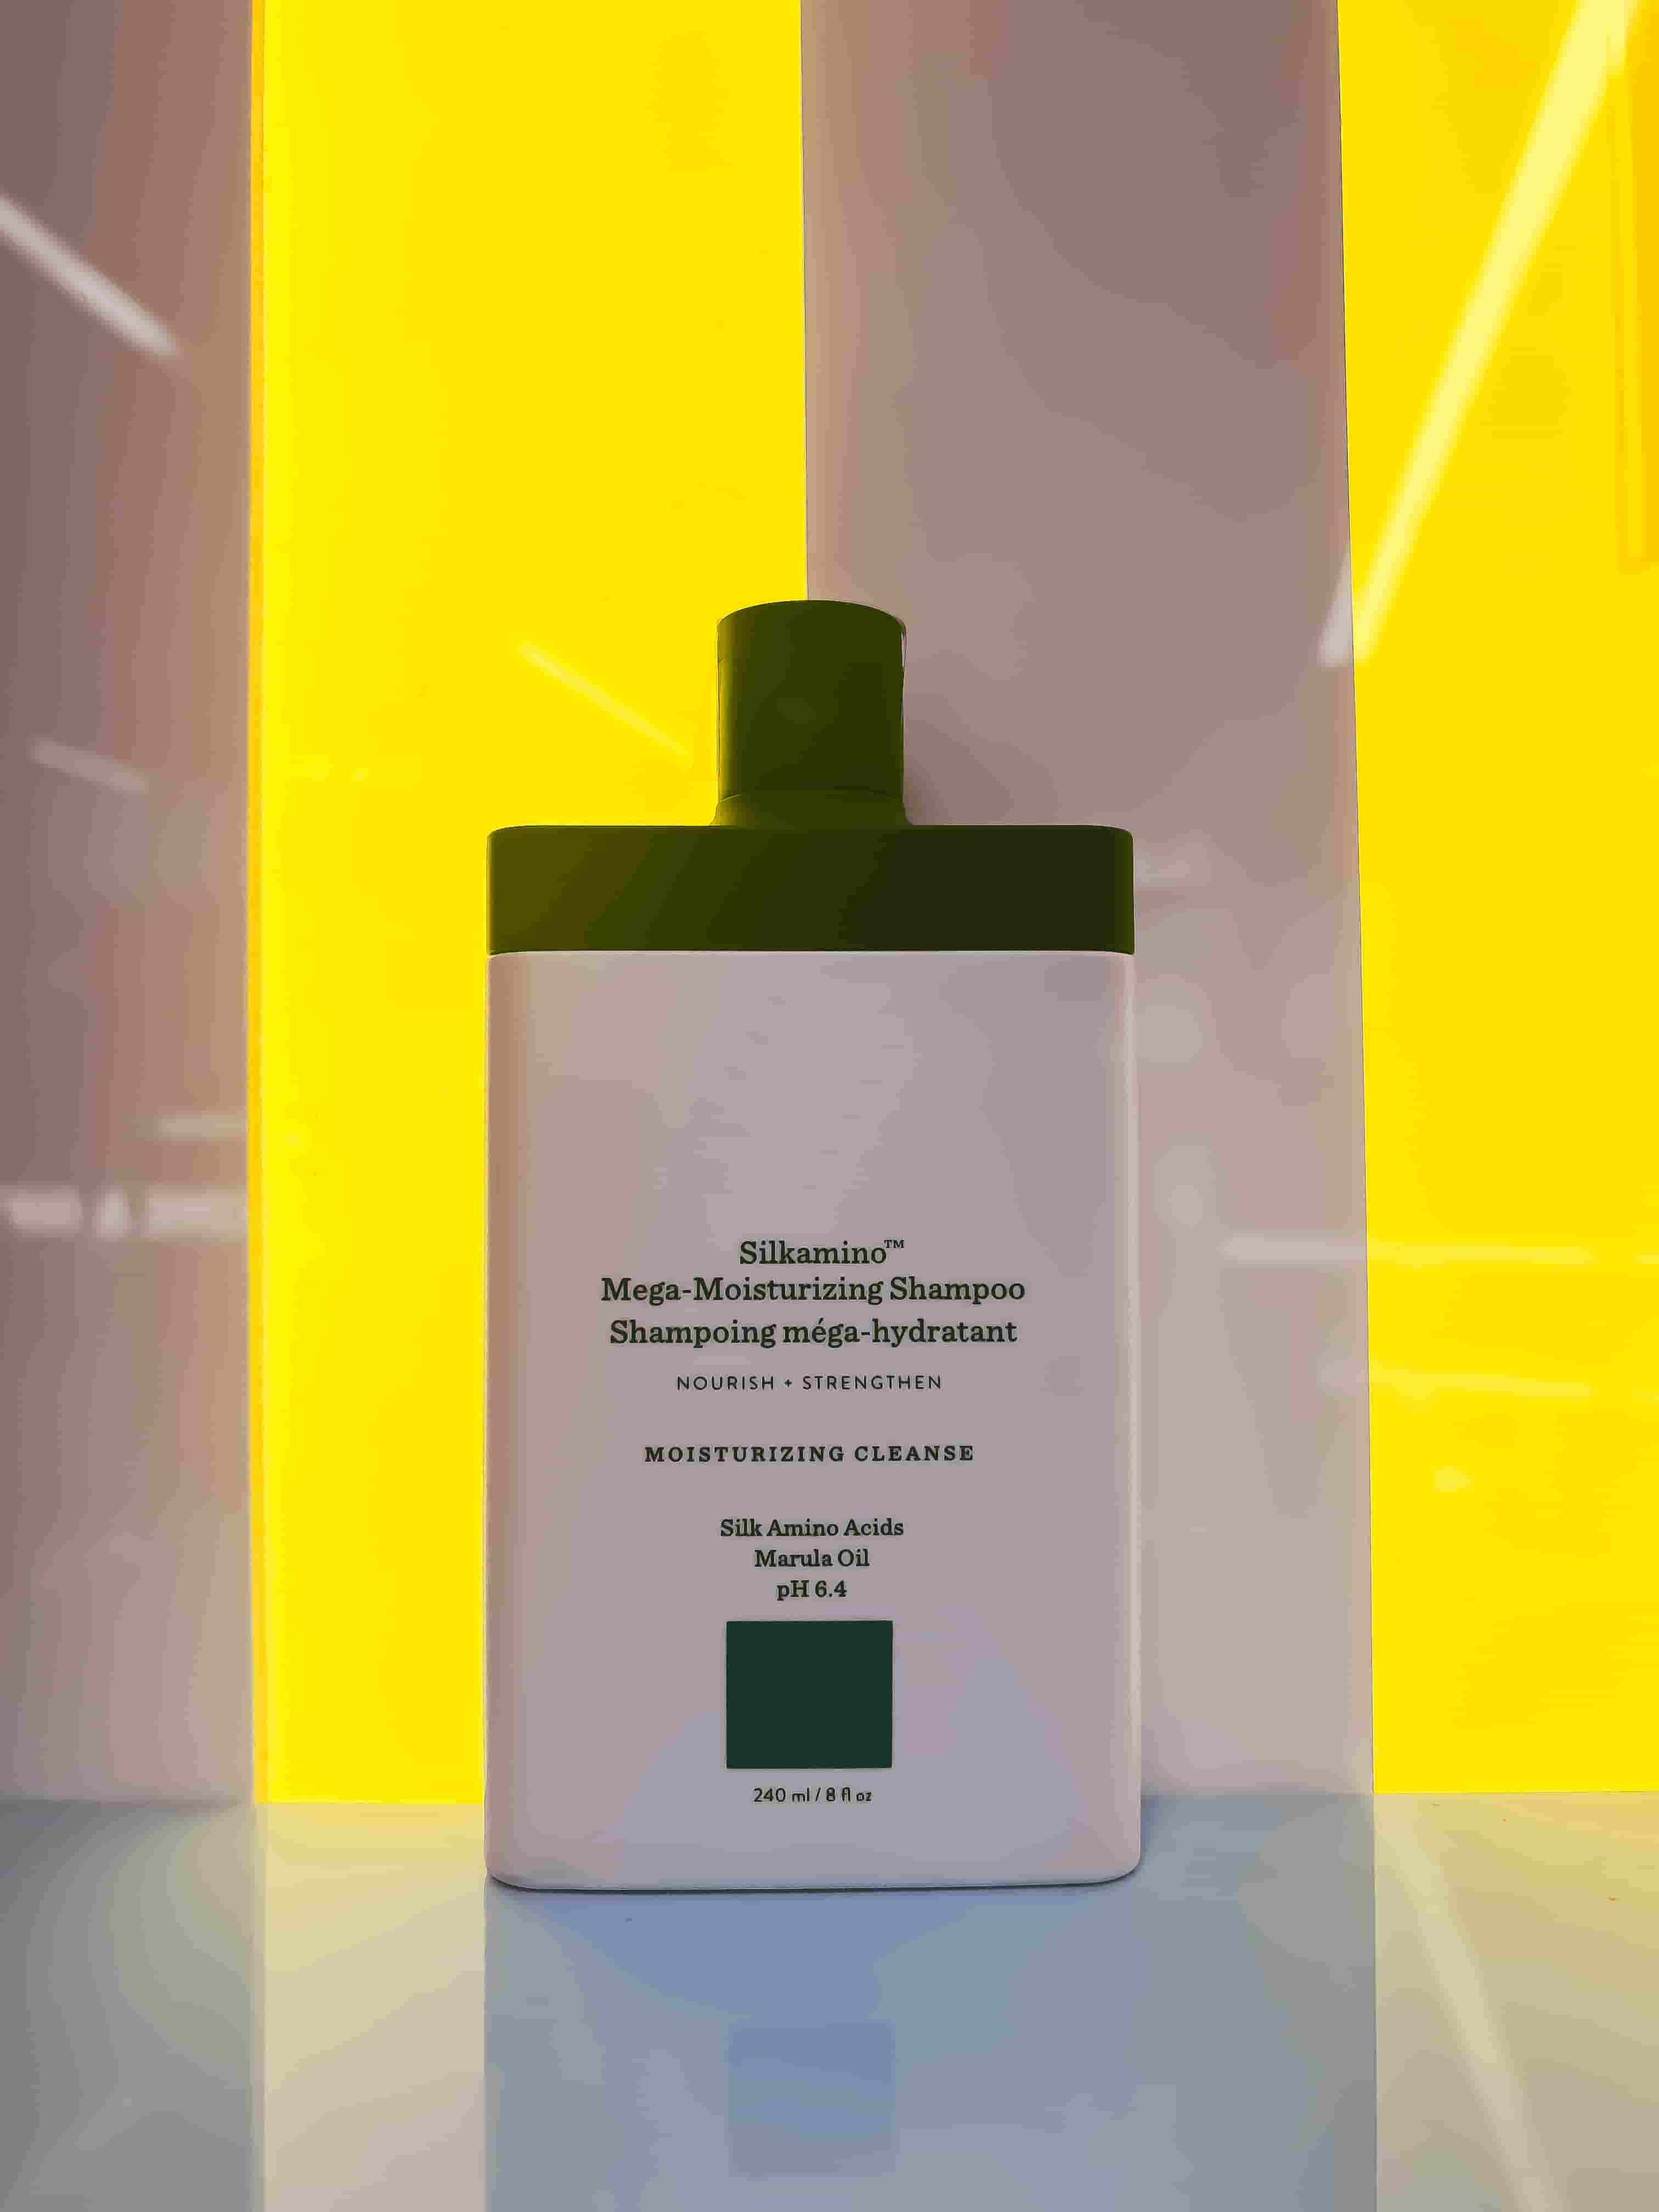 Silkamino™
Mega-Moisturizing Shampoo
Shampoing méga-hydratant
NOURISH + STRENGTHEN
MOISTURIZING CLEANSE
Silk Amino Acids
Marula Oil
pH 6.4
240 ml / 8 fl oz